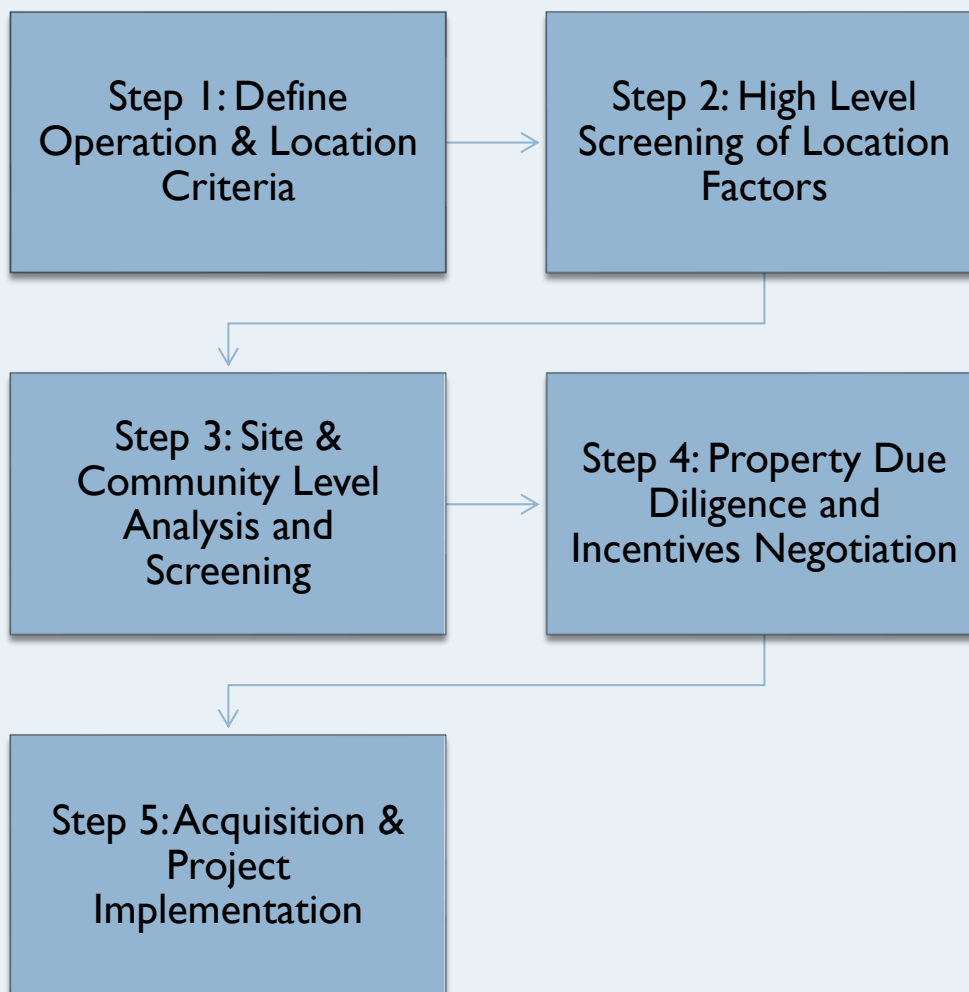 Step 1: Define
Operation & Location
Criteria
Step 2: High Level
Screening of Location
Factors
Step 3: Site &
Community Level
Analysis and
Screening
Step 4: Property Due
Diligence and
Incentives Negotiation
Step 5: Acquisition &
Project
Implementation